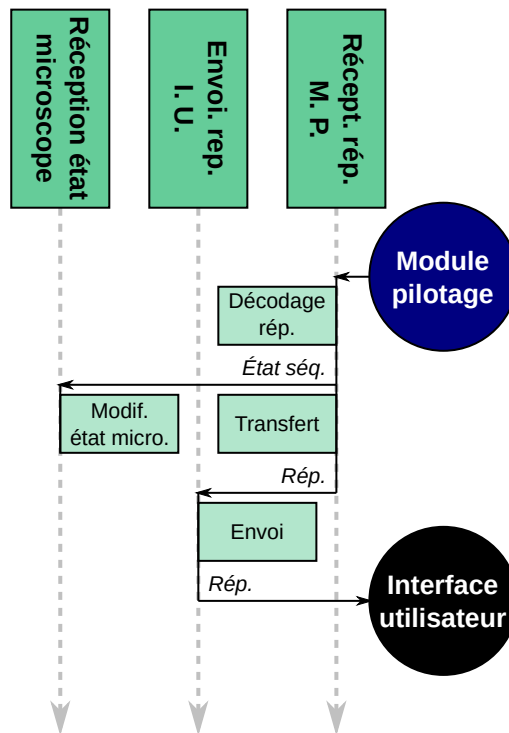 Réception état
microscope
Envoi. rep.
I. U.
Récept. rép.
M. P.
Module
pilotage
Décodage
rép.
État séq.
Modif.
état micro.
Transfert
Rép.
Envoi
Rép.
Interface
utilisateur